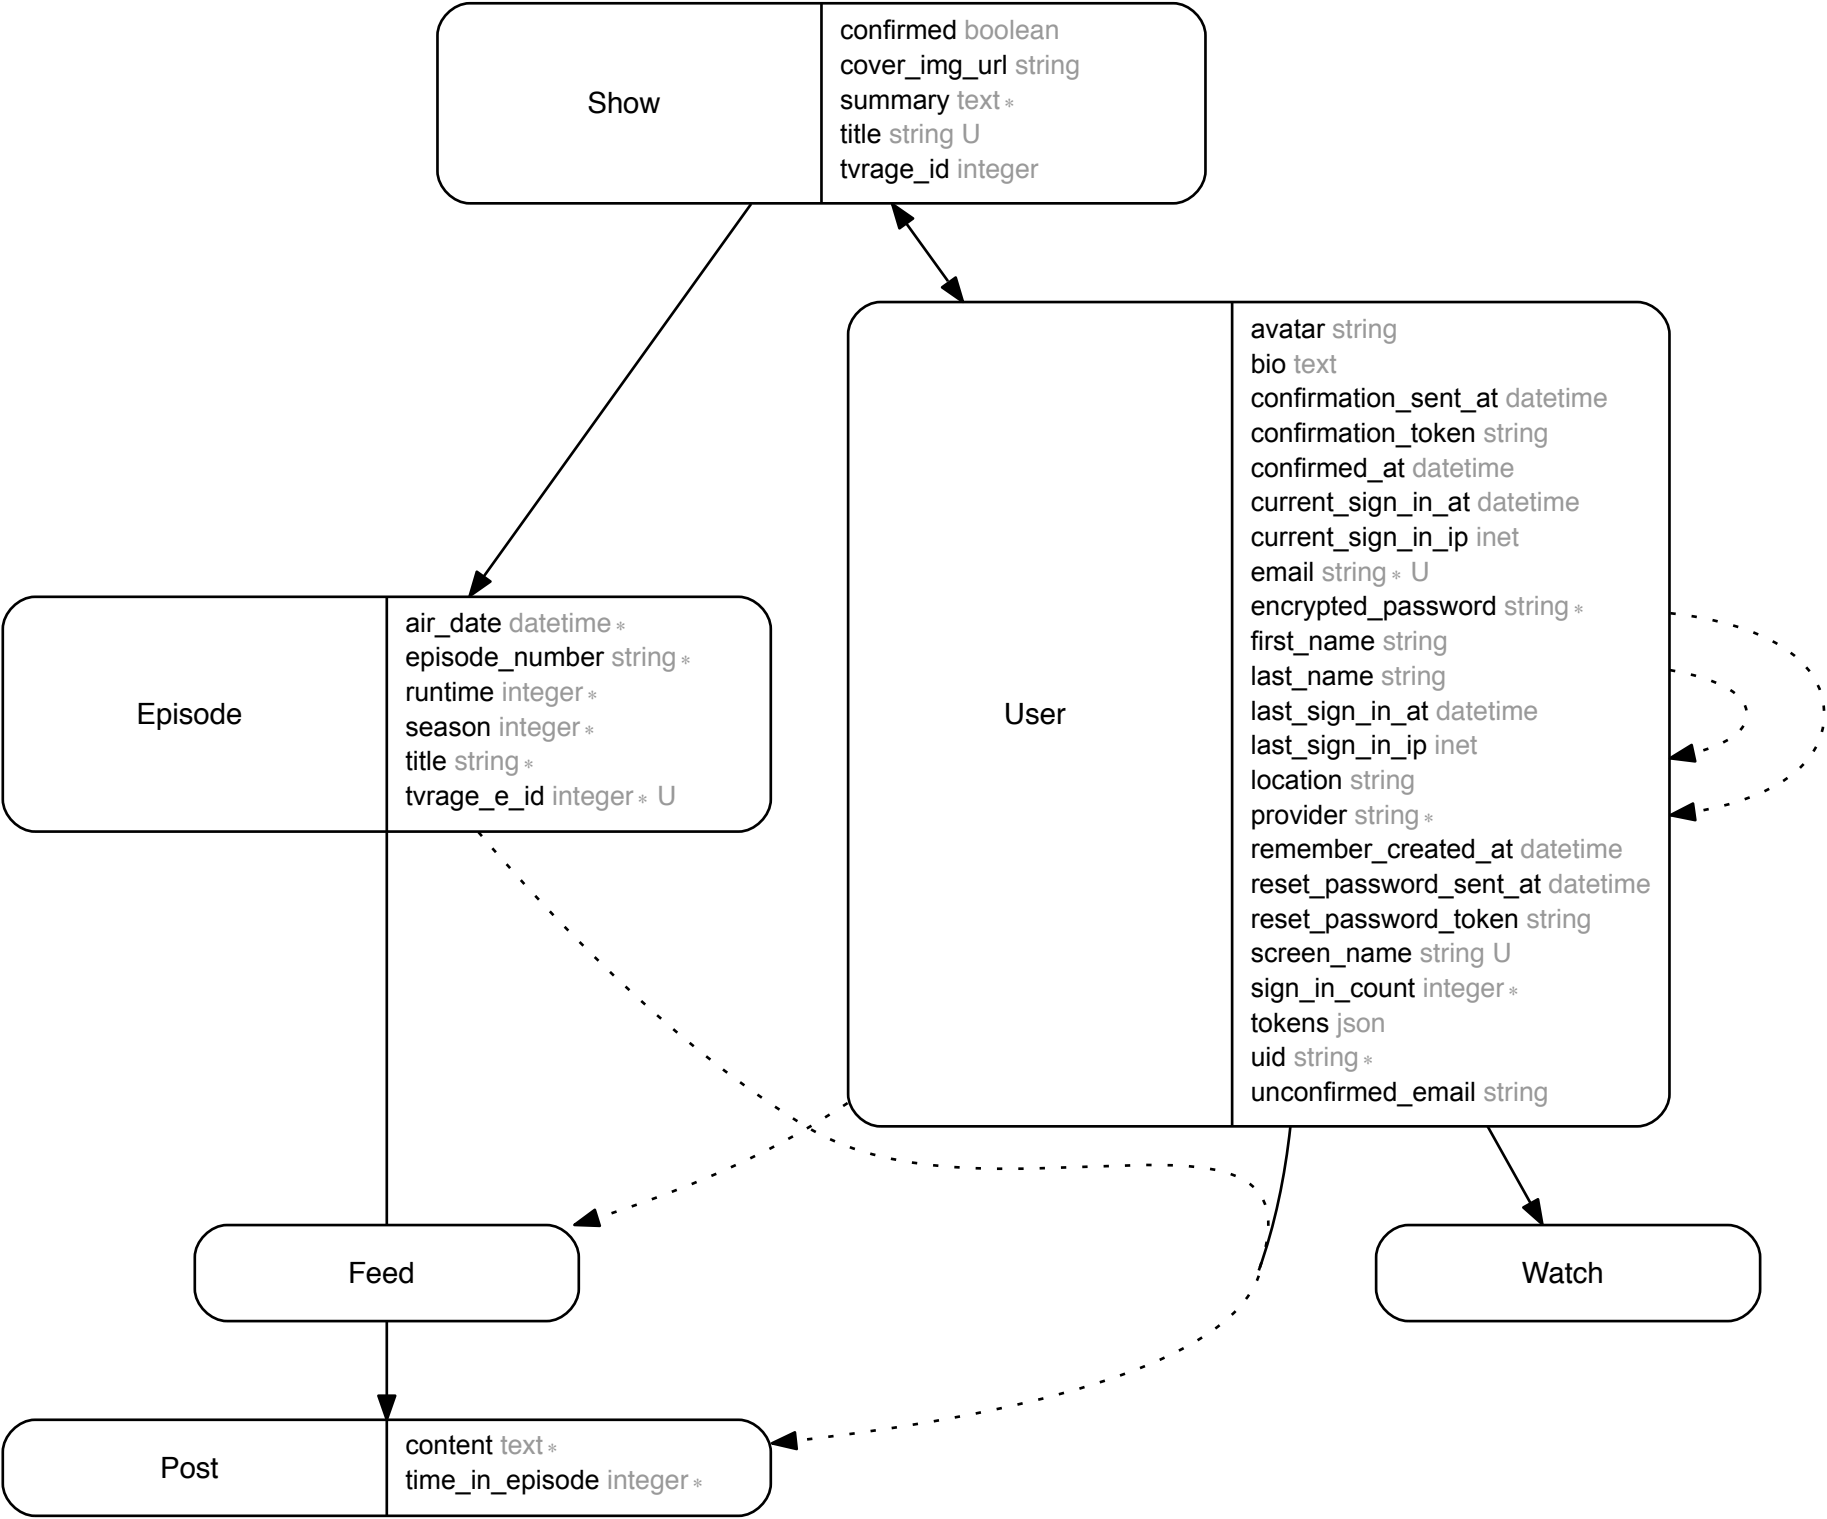 Show
confirmed boolean
cover_img_url string
summary text *
title string U
tvrage_id integer
User
avatar string
bio text
confirmation_sent_at datetime
confirmation_token string
confirmed_at datetime
current_sign_in_at datetime
current_sign_in_ip inet
email string * U
encrypted_password string *
first_name string
last_name string
last_sign_in_at datetime
last_sign_in_ip inet
location string
provider string *
remember_created_at datetime
reset_password_sent_at datetime
reset_password_token string
screen_name string U
sign_in_count integer *
tokens json
uid string *
unconfirmed_email string
Episode
air_date datetime *
episode_number string *
runtime integer *
season integer *
title string *
tvrage_e_id integer * U
Feed
Watch
Post
content text *
time_in_episode integer *